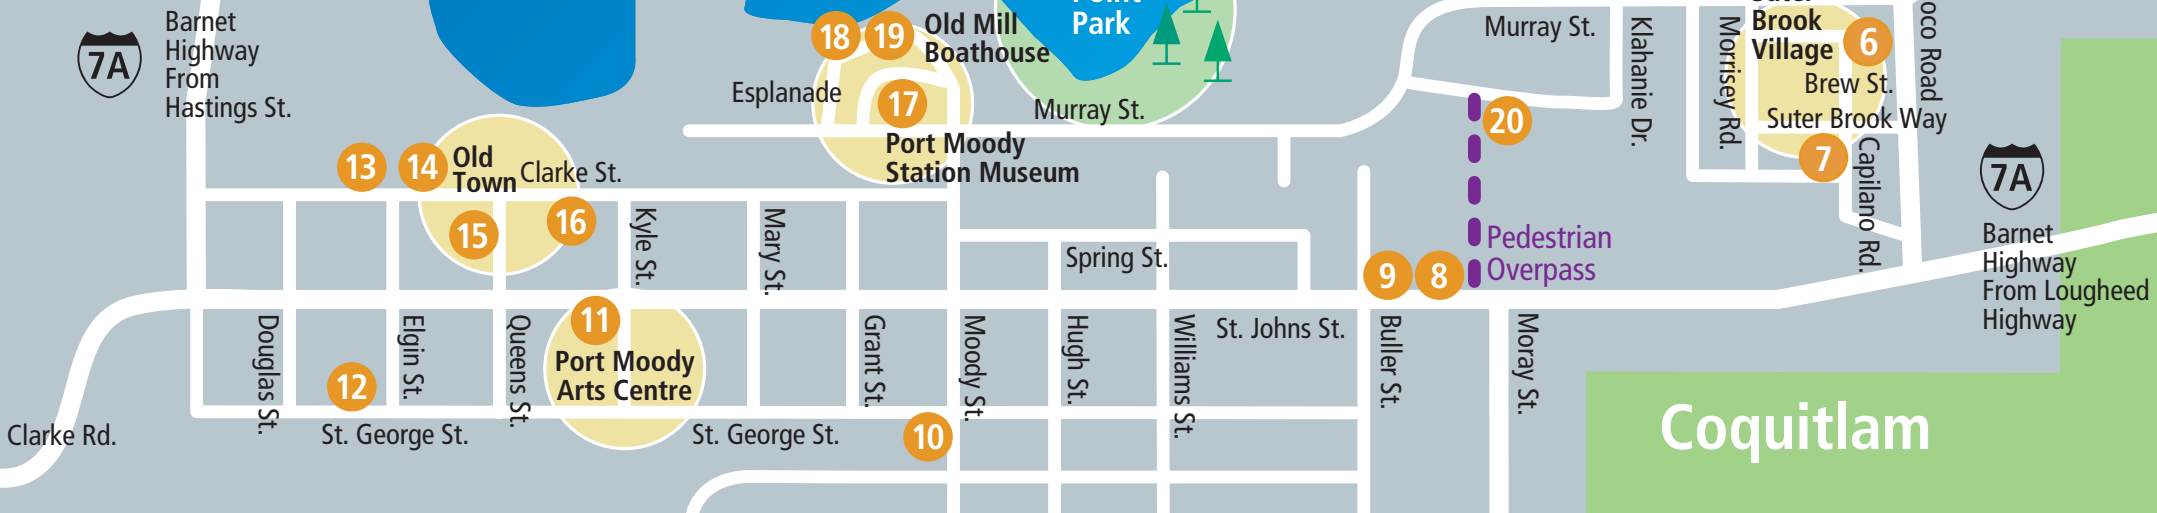 7A
Barnet
Highway
From
Hastings St.
18
19
Old Mill
Boathouse
Park
Esplanade
17
Murray St.
Port Moody
Station Museum
Murray St.
Klahanie Dr.
Morrisey Rd.
Brook
Village
6
Brew St.
Suter Brook Way
7
Capilano Rd.
20
Pedestrian
Overpass
7A
Barnet
Highway
From Lougheed
Highway
13
14
Old
Town
Clarke St.
15
16
Kyle St.
Mary St.
Spring St.
9
8
Clarke Rd.
Douglas St.
12
Elgin St.
St. George St.
Queens St.
11
Port Moody
Arts Centre
St. George St.
Grant St.
10
Moody St.
Hugh St.
Williams St.
St. Johns St.
Buller St.
Moray St.
Coquitlam